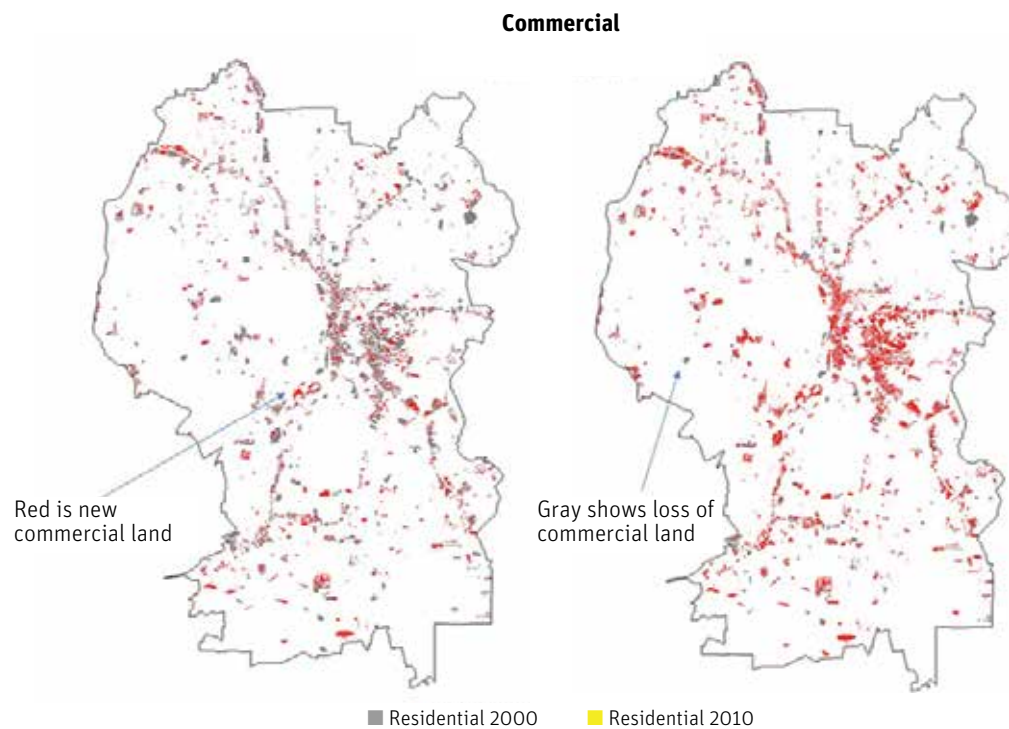 Commercial
Red is new
commercial land
Gray shows loss of
commercial land
Residential 2000
Residential 2010